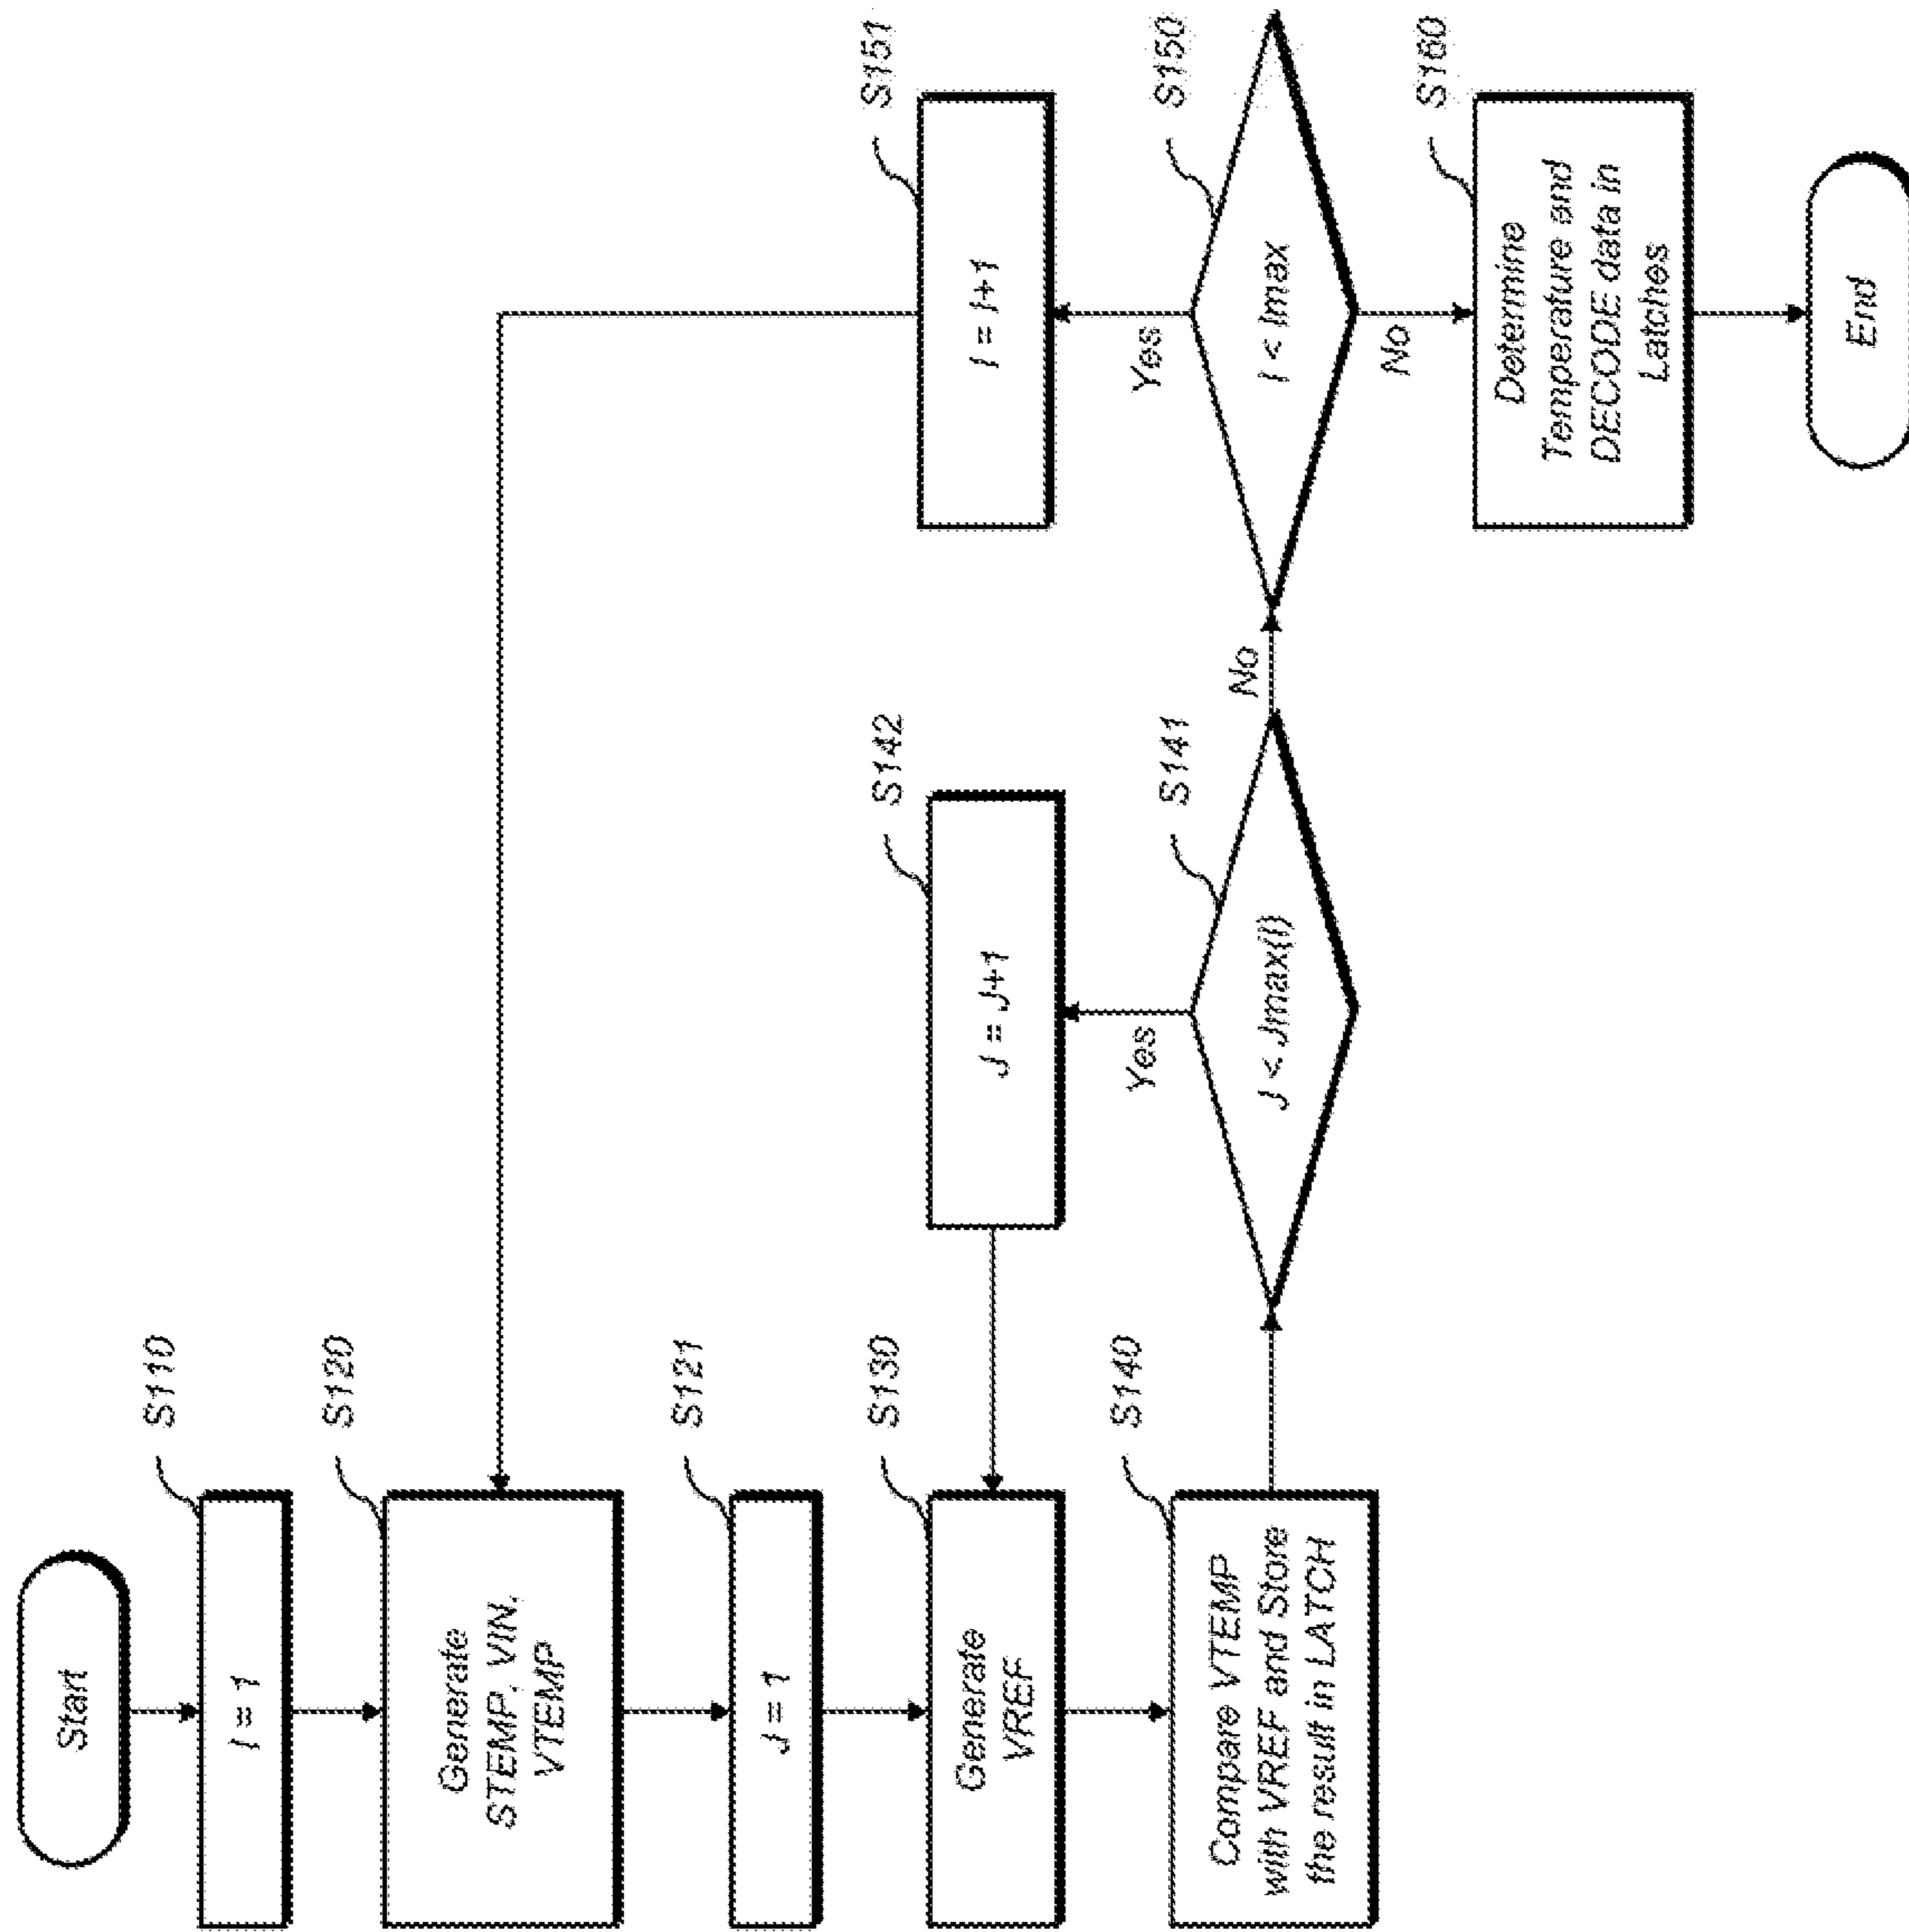 Start
S110
I = 1
S120
Generate
STEMP, VIN,
VTEMP
S121
J = 1
S130
Generate
VREF
S140
Compare VTEMP
with VREF and Store
the result in LATCH
S142
J = J+1
Yes
S141
J < Jmax(I)
No
S151
I = I+1
Yes
S150
I < Imax
No
S160
Determine
Temperature and
DECODE data in
Latches
End